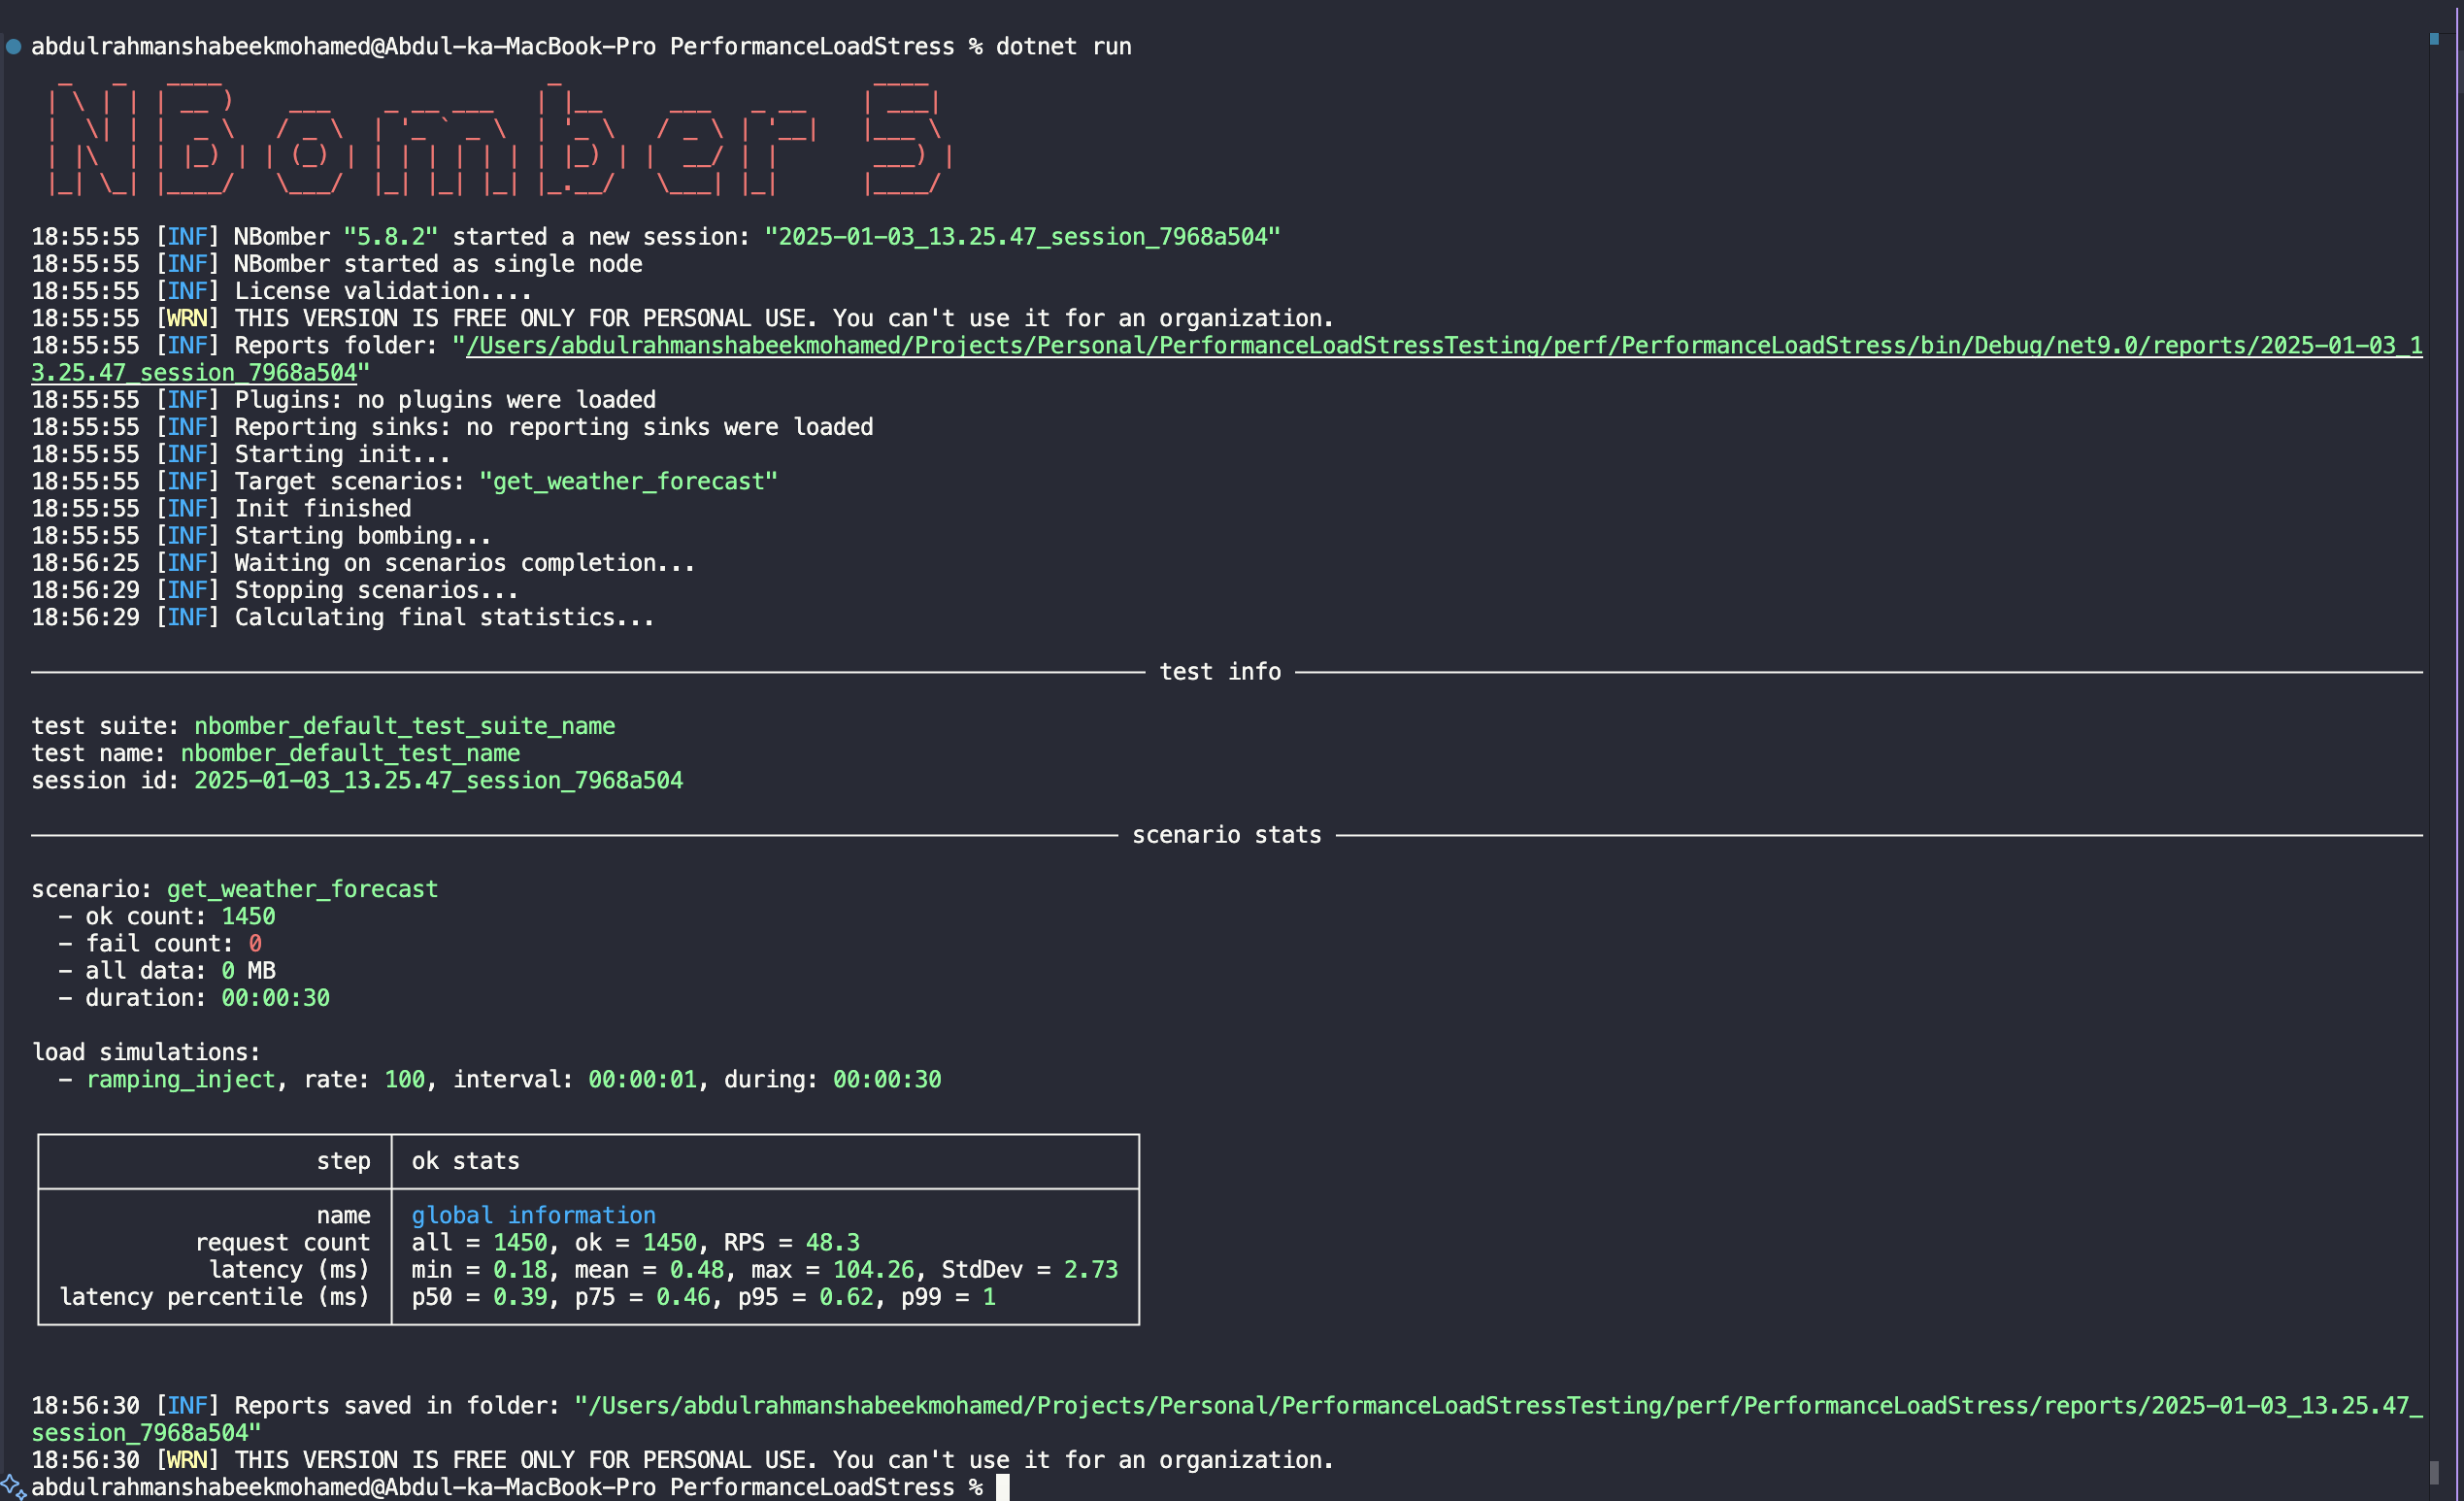 abdulrahmanshabeekmohamed@Abdul-ka-MacBook-Pro PerformanceLoadStress % dotnet run
NBomber 5
18:55:55 [INF] NBomber "5.8.2" started a new session: "2025-01-03_13.25.47_session_7968a504"
18:55:55 [INF] NBomber started as single node
18:55:55 [INF] License validation....
18:55:55 [WRN] THIS VERSION IS FREE ONLY FOR PERSONAL USE. You can't use it for an organization.
18:55:55 [INF] Reports folder: "/Users/abdulrahmanshabeekmohamed/Projects/Personal/PerformanceLoadStressTesting/perf/PerformanceLoadStress/bin/Debug/net9.0/reports/2025-01-03_1
3.25.47_session_7968a504"
18:55:55 [INF] Plugins: no plugins were loaded
18:55:55 [INF] Reporting sinks: no reporting sinks were loaded
18:55:55 [INF] Starting init...
18:55:55 [INF] Target scenarios: "get_weather_forecast"
18:55:55 [INF] Init finished
18:55:55 [INF] Starting bombing...
18:56:25 [INF] Waiting on scenarios completion...
18:56:29 [INF] Stopping scenarios...
18:56:29 [INF] Calculating final statistics...
test info
test suite: nbomber_default_test_suite_name
test name: nbomber_default_test_name
session id: 2025-01-03_13.25.47_session_7968a504
scenario stats
scenario: get_weather_forecast
- ok count: 1450
- fail count: 0
- all data: 0 MB
- duration: 00:00:30
load simulations:
- ramping_inject, rate: 100, interval: 00:00:01, during: 00:00:30
step ok stats
name global information
request count all = 1450, ok = 1450, RPS = 48.3
latency (ms) min = 0.18, mean = 0.48, max = 104.26, StdDev = 2.73
latency percentile (ms) p50 = 0.39, p75 = 0.46, p95 = 0.62, p99 = 1
18:56:30 [INF] Reports saved in folder: "/Users/abdulrahmanshabeekmohamed/Projects/Personal/PerformanceLoadStressTesting/perf/PerformanceLoadStress/reports/2025-01-03_13.25.47_
session_7968a504"
18:56:30 [WRN] THIS VERSION IS FREE ONLY FOR PERSONAL USE. You can't use it for an organization.
abdulrahmanshabeekmohamed@Abdul-ka-MacBook-Pro PerformanceLoadStress %